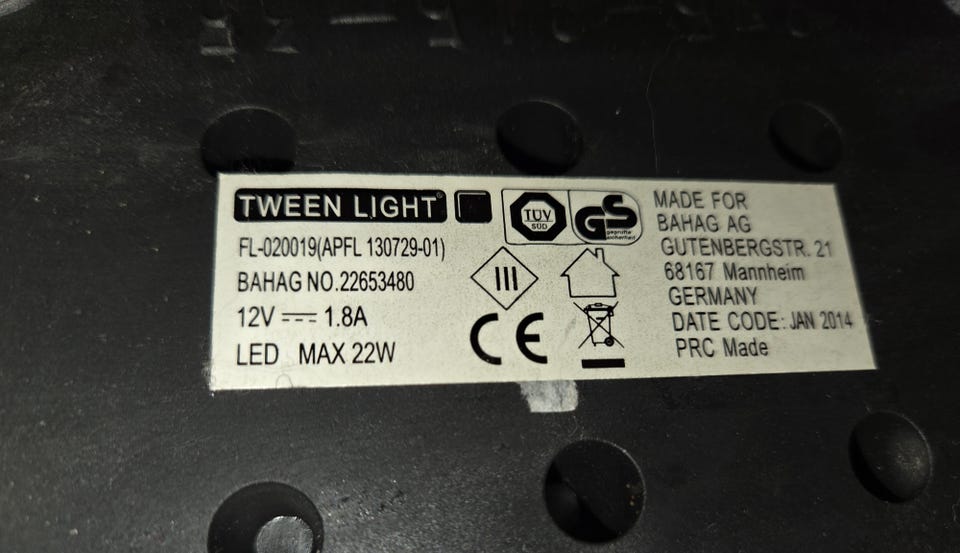 TWEEN LIGHT®
FL-020019(APFL 130729-01)
BAHAG NO.22653480
12V ⎓ 1.8A
LED MAX 22W
TÜV
SÜD
GS
geprüfte
Sicherheit
III
CE
MADE FOR
BAHAG AG
GUTENBERGSTR. 21
68167 Mannheim
GERMANY
DATE CODE: JAN 2014
PRC Made